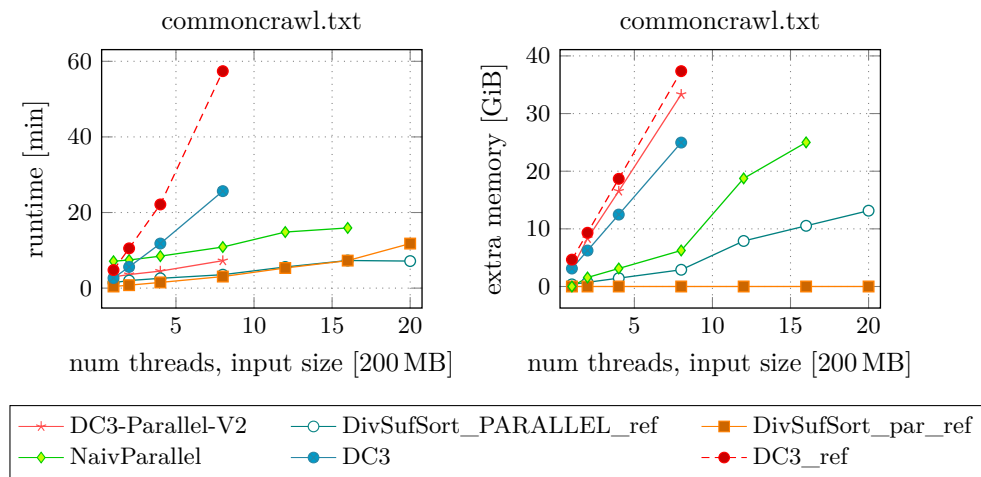 commoncrawl.txt
60
40
20
0
5
10
15
20
runtime [min]
num threads, input size [200 MB]
commoncrawl.txt
40
30
20
10
0
5
10
15
20
extra memory [GiB]
num threads, input size [200 MB]
DC3-Parallel-V2
DivSufSort_PARALLEL_ref
DivSufSort_par_ref
NaivParallel
DC3
DC3_ref